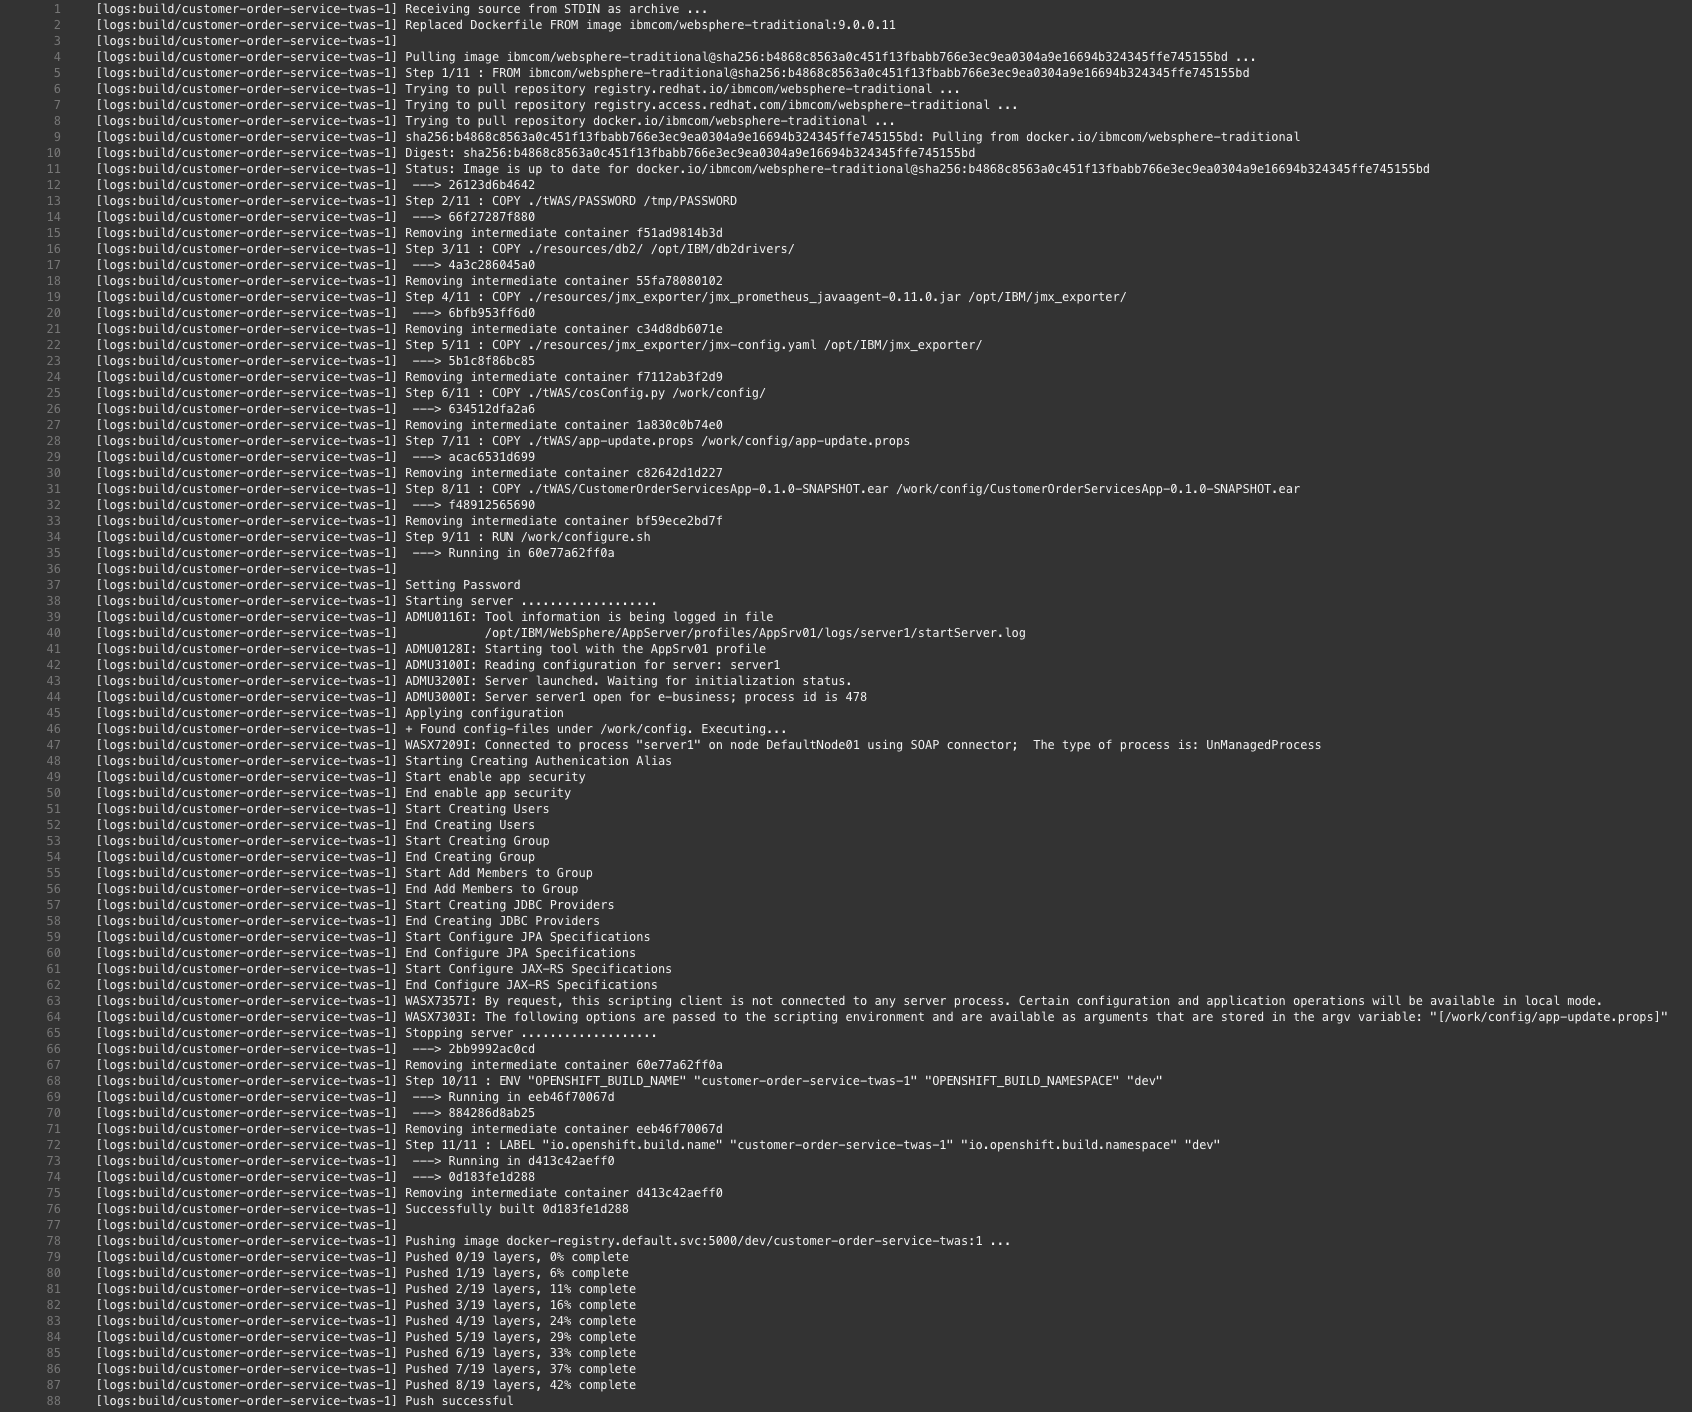 1 [logs:build/customer-order-service-twas-1] Receiving source from STDIN as archive ...
2 [logs:build/customer-order-service-twas-1] Replaced Dockerfile FROM image ibmcom/websphere-traditional:9.0.0.11
3 [logs:build/customer-order-service-twas-1]
4 [logs:build/customer-order-service-twas-1] Pulling image ibmcom/websphere-traditional@sha256:b4868c8563a0c451f13fbabb766e3ec9ea0304a9e16694b324345ffe745155bd ...
5 [logs:build/customer-order-service-twas-1] Step 1/11 : FROM ibmcom/websphere-traditional@sha256:b4868c8563a0c451f13fbabb766e3ec9ea0304a9e16694b324345ffe745155bd
6 [logs:build/customer-order-service-twas-1] Trying to pull repository registry.redhat.io/ibmcom/websphere-traditional ...
7 [logs:build/customer-order-service-twas-1] Trying to pull repository registry.access.redhat.com/ibmcom/websphere-traditional ...
8 [logs:build/customer-order-service-twas-1] Trying to pull repository docker.io/ibmcom/websphere-traditional ...
9 [logs:build/customer-order-service-twas-1] sha256:b4868c8563a0c451f13fbabb766e3ec9ea0304a9e16694b324345ffe745155bd: Pulling from docker.io/ibmcom/websphere-traditional
10 [logs:build/customer-order-service-twas-1] Digest: sha256:b4868c8563a0c451f13fbabb766e3ec9ea0304a9e16694b324345ffe745155bd
11 [logs:build/customer-order-service-twas-1] Status: Image is up to date for docker.io/ibmcom/websphere-traditional@sha256:b4868c8563a0c451f13fbabb766e3ec9ea0304a9e16694b324345ffe745155bd
12 [logs:build/customer-order-service-twas-1]  ---> 26123d6b4642
13 [logs:build/customer-order-service-twas-1] Step 2/11 : COPY ./tWAS/PASSWORD /tmp/PASSWORD
14 [logs:build/customer-order-service-twas-1]  ---> 66f27287f880
15 [logs:build/customer-order-service-twas-1] Removing intermediate container f51ad9814b3d
16 [logs:build/customer-order-service-twas-1] Step 3/11 : COPY ./resources/db2/ /opt/IBM/db2drivers/
17 [logs:build/customer-order-service-twas-1]  ---> 4a3c286045a0
18 [logs:build/customer-order-service-twas-1] Removing intermediate container 55fa78080102
19 [logs:build/customer-order-service-twas-1] Step 4/11 : COPY ./resources/jmx_exporter/jmx_prometheus_javaagent-0.11.0.jar /opt/IBM/jmx_exporter/
20 [logs:build/customer-order-service-twas-1]  ---> 6bfb953ff6d0
21 [logs:build/customer-order-service-twas-1] Removing intermediate container c34d8db6071e
22 [logs:build/customer-order-service-twas-1] Step 5/11 : COPY ./resources/jmx_exporter/jmx-config.yaml /opt/IBM/jmx_exporter/
23 [logs:build/customer-order-service-twas-1]  ---> 5b1c8f86bc85
24 [logs:build/customer-order-service-twas-1] Removing intermediate container f7112ab3f2d9
25 [logs:build/customer-order-service-twas-1] Step 6/11 : COPY ./tWAS/cosConfig.py /work/config/
26 [logs:build/customer-order-service-twas-1]  ---> 634512dfa2a6
27 [logs:build/customer-order-service-twas-1] Removing intermediate container 1a830c0b74e0
28 [logs:build/customer-order-service-twas-1] Step 7/11 : COPY ./tWAS/app-update.props /work/config/app-update.props
29 [logs:build/customer-order-service-twas-1]  ---> acac6531d699
30 [logs:build/customer-order-service-twas-1] Removing intermediate container c82642d1d227
31 [logs:build/customer-order-service-twas-1] Step 8/11 : COPY ./tWAS/CustomerOrderServicesApp-0.1.0-SNAPSHOT.ear /work/config/CustomerOrderServicesApp-0.1.0-SNAPSHOT.ear
32 [logs:build/customer-order-service-twas-1]  ---> f48912565690
33 [logs:build/customer-order-service-twas-1] Removing intermediate container bf59ece2bd7f
34 [logs:build/customer-order-service-twas-1] Step 9/11 : RUN /work/configure.sh
35 [logs:build/customer-order-service-twas-1]  ---> Running in 60e77a62ff0a
36 [logs:build/customer-order-service-twas-1]
37 [logs:build/customer-order-service-twas-1] Setting Password
38 [logs:build/customer-order-service-twas-1] Starting server ...................
39 [logs:build/customer-order-service-twas-1] ADMU0116I: Tool information is being logged in file
40 [logs:build/customer-order-service-twas-1]            /opt/IBM/WebSphere/AppServer/profiles/AppSrv01/logs/server1/startServer.log
41 [logs:build/customer-order-service-twas-1] ADMU0128I: Starting tool with the AppSrv01 profile
42 [logs:build/customer-order-service-twas-1] ADMU3100I: Reading configuration for server: server1
43 [logs:build/customer-order-service-twas-1] ADMU3200I: Server launched. Waiting for initialization status.
44 [logs:build/customer-order-service-twas-1] ADMU3000I: Server server1 open for e-business; process id is 478
45 [logs:build/customer-order-service-twas-1] Applying configuration
46 [logs:build/customer-order-service-twas-1] + Found config-files under /work/config. Executing...
47 [logs:build/customer-order-service-twas-1] WASX7209I: Connected to process "server1" on node DefaultNode01 using SOAP connector;  The type of process is: UnManagedProcess
48 [logs:build/customer-order-service-twas-1] Starting Creating Authenication Alias
49 [logs:build/customer-order-service-twas-1] Start enable app security
50 [logs:build/customer-order-service-twas-1] End enable app security
51 [logs:build/customer-order-service-twas-1] Start Creating Users
52 [logs:build/customer-order-service-twas-1] End Creating Users
53 [logs:build/customer-order-service-twas-1] Start Creating Group
54 [logs:build/customer-order-service-twas-1] End Creating Group
55 [logs:build/customer-order-service-twas-1] Start Add Members to Group
56 [logs:build/customer-order-service-twas-1] End Add Members to Group
57 [logs:build/customer-order-service-twas-1] Start Creating JDBC Providers
58 [logs:build/customer-order-service-twas-1] End Creating JDBC Providers
59 [logs:build/customer-order-service-twas-1] Start Configure JPA Specifications
60 [logs:build/customer-order-service-twas-1] End Configure JPA Specifications
61 [logs:build/customer-order-service-twas-1] Start Configure JAX-RS Specifications
62 [logs:build/customer-order-service-twas-1] End Configure JAX-RS Specifications
63 [logs:build/customer-order-service-twas-1] WASX7357I: By request, this scripting client is not connected to any server process. Certain configuration and application operations will be available in local mode.
64 [logs:build/customer-order-service-twas-1] WASX7303I: The following options are passed to the scripting environment and are available as arguments that are stored in the argv variable: "[/work/config/app-update.props]"
65 [logs:build/customer-order-service-twas-1] Stopping server ...................
66 [logs:build/customer-order-service-twas-1]  ---> 2bb9992ac0cd
67 [logs:build/customer-order-service-twas-1] Removing intermediate container 60e77a62ff0a
68 [logs:build/customer-order-service-twas-1] Step 10/11 : ENV "OPENSHIFT_BUILD_NAME" "customer-order-service-twas-1" "OPENSHIFT_BUILD_NAMESPACE" "dev"
69 [logs:build/customer-order-service-twas-1]  ---> Running in eeb46f70067d
70 [logs:build/customer-order-service-twas-1]  ---> 884286d8ab25
71 [logs:build/customer-order-service-twas-1] Removing intermediate container eeb46f70067d
72 [logs:build/customer-order-service-twas-1] Step 11/11 : LABEL "io.openshift.build.name" "customer-order-service-twas-1" "io.openshift.build.namespace" "dev"
73 [logs:build/customer-order-service-twas-1]  ---> Running in d413c42aeff0
74 [logs:build/customer-order-service-twas-1]  ---> 0d183fe1d288
75 [logs:build/customer-order-service-twas-1] Removing intermediate container d413c42aeff0
76 [logs:build/customer-order-service-twas-1] Successfully built 0d183fe1d288
77 [logs:build/customer-order-service-twas-1]
78 [logs:build/customer-order-service-twas-1] Pushing image docker-registry.default.svc:5000/dev/customer-order-service-twas:1 ...
79 [logs:build/customer-order-service-twas-1] Pushed 0/19 layers, 0% complete
80 [logs:build/customer-order-service-twas-1] Pushed 1/19 layers, 6% complete
81 [logs:build/customer-order-service-twas-1] Pushed 2/19 layers, 11% complete
82 [logs:build/customer-order-service-twas-1] Pushed 3/19 layers, 16% complete
83 [logs:build/customer-order-service-twas-1] Pushed 4/19 layers, 24% complete
84 [logs:build/customer-order-service-twas-1] Pushed 5/19 layers, 29% complete
85 [logs:build/customer-order-service-twas-1] Pushed 6/19 layers, 33% complete
86 [logs:build/customer-order-service-twas-1] Pushed 7/19 layers, 37% complete
87 [logs:build/customer-order-service-twas-1] Pushed 8/19 layers, 42% complete
88 [logs:build/customer-order-service-twas-1] Push successful